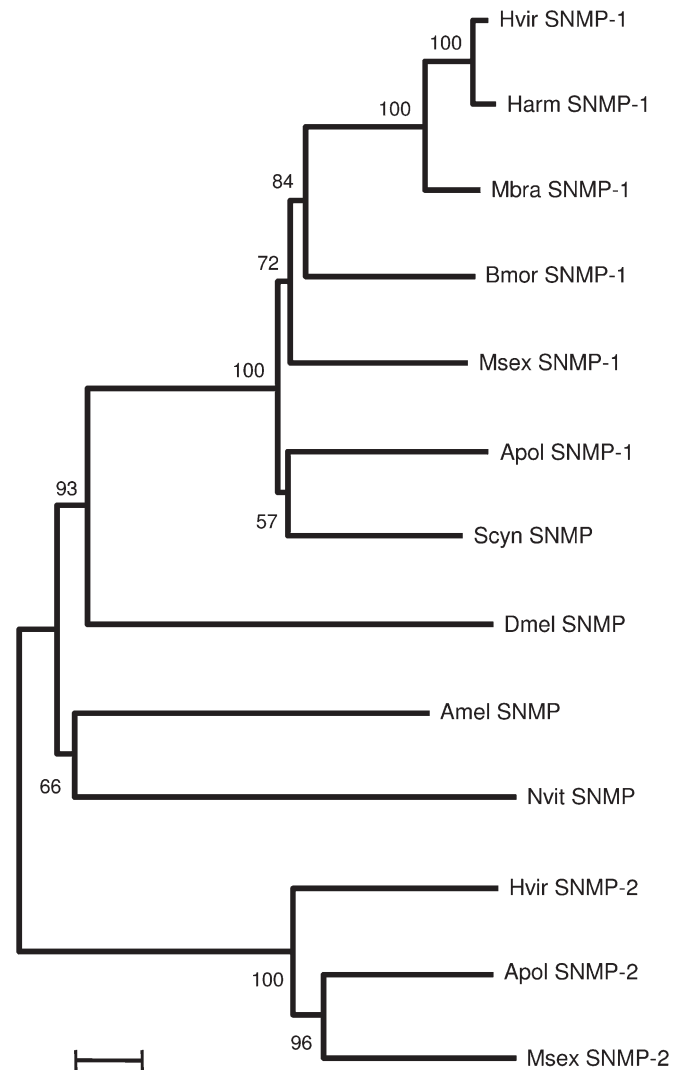 Hvir SNMP-1
100
Harm SNMP-1
100
Mbra SNMP-1
84
72
Bmor SNMP-1
Msex SNMP-1
100
Apol SNMP-1
93
57
Scyn SNMP
Dmel SNMP
Amel SNMP
66
Nvit SNMP
Hvir SNMP-2
100
Apol SNMP-2
96
Msex SNMP-2